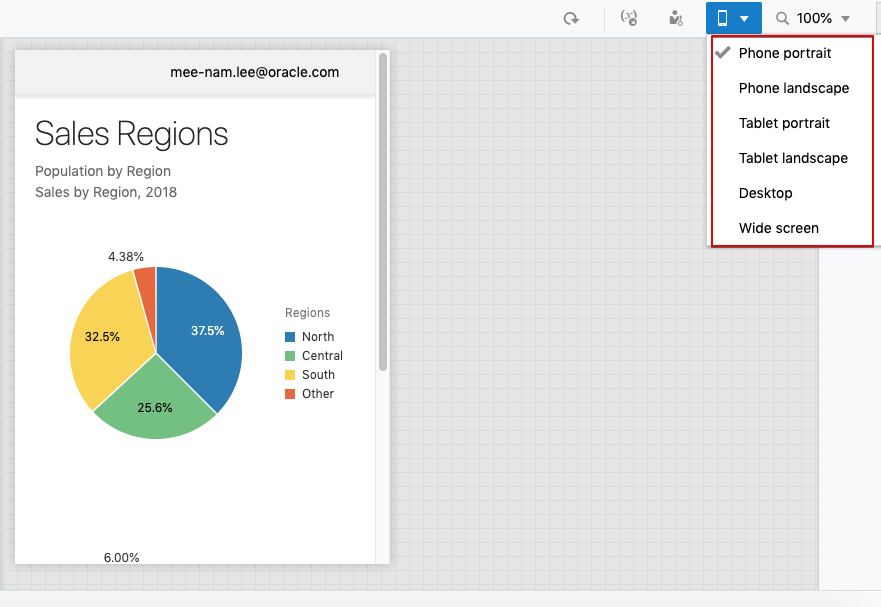 100%
Phone portrait
Phone landscape
Tablet portrait
Tablet landscape
Desktop
Wide screen
mee-nam.lee@oracle.com
Sales Regions
Population by Region
Sales by Region, 2018
4.38%
37.5%
32.5%
25.6%
Regions
North
Central
South
Other
6.00%